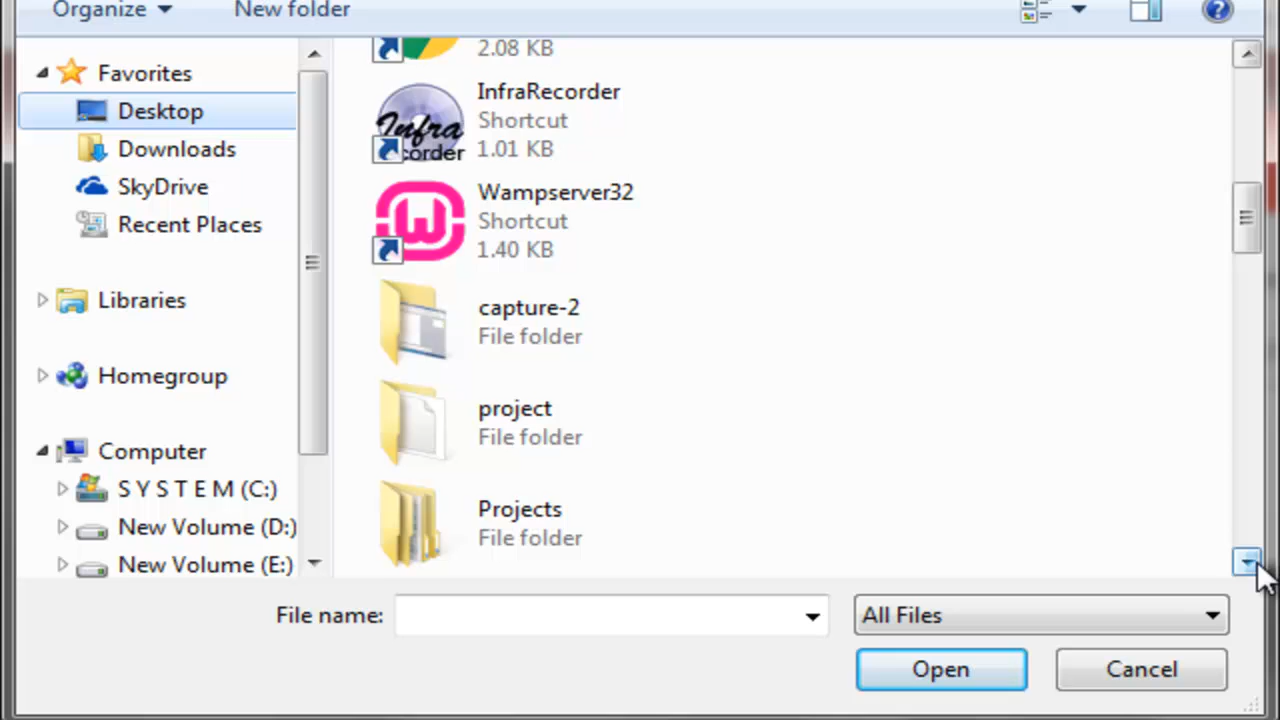 Organize
New folder
Favorites
Desktop
Downloads
SkyDrive
Recent Places
Libraries
Homegroup
Computer
S Y S T E M (C:)
New Volume (D:)
New Volume (E:)
2.08 KB
Infra
corder
InfraRecorder
Shortcut
1.01 KB
W
Wampserver32
Shortcut
1.40 KB
capture-2
File folder
project
File folder
Projects
File folder
File name:
All Files
Open
Cancel